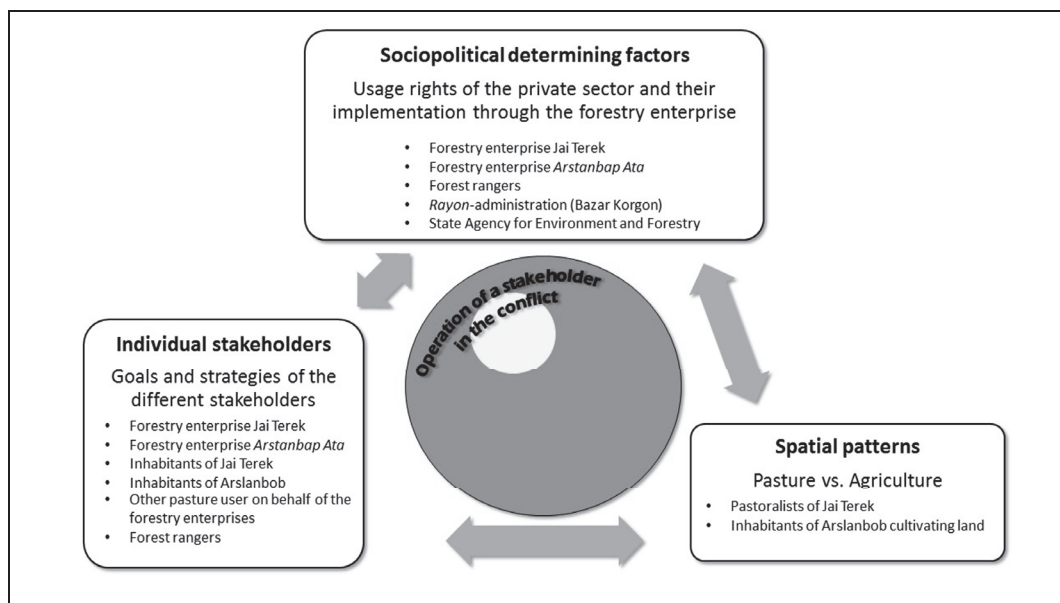 Sociopolitical determining factors
Usage rights of the private sector and their
implementation through the forestry enterprise
• Forestry enterprise Jai Terek
• Forestry enterprise Arstanbap Ata
• Forest rangers
• Rayon-administration (Bazar Korgon)
• State Agency for Environment and Forestry
Operation of a stakeholder
in the conflict
Individual stakeholders
Goals and strategies of the
different stakeholders
• Forestry enterprise Jai Terek
• Forestry enterprise Arstanbap Ata
• Inhabitants of Jai Terek
• Inhabitants of Arslanbob
• Other pasture user on behalf of the
forestry enterprises
• Forest rangers
Spatial patterns
Pasture vs. Agriculture
• Pastoralists of Jai Terek
• Inhabitants of Arslanbob cultivating land